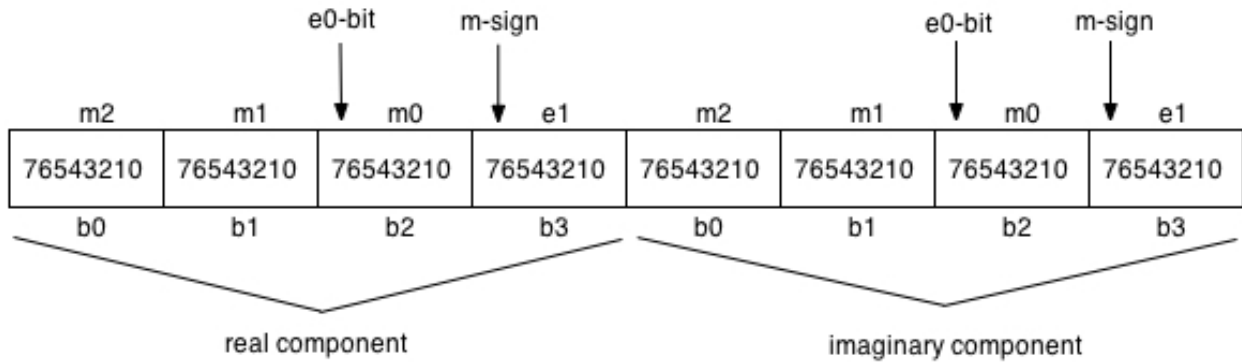 e0-bit m-sign e0-bit m-sign
m2 m1 m0 e1 m2 m1 m0 e1
76543210 76543210 76543210 76543210 76543210 76543210 76543210 76543210
b0 b1 b2 b3 b0 b1 b2 b3
real component imaginary component